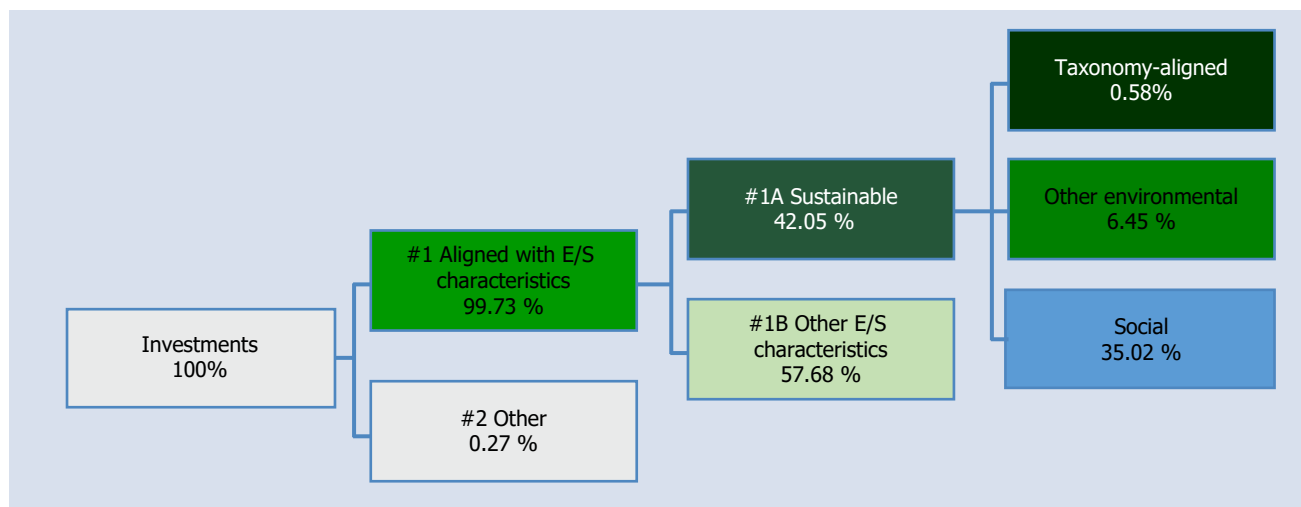 Investments
100%
#1 Aligned with E/S
characteristics
99.73 %
#2 Other
0.27 %
#1A Sustainable
42.05 %
#1B Other E/S
characteristics
57.68 %
Taxonomy-aligned
0.58%
Other environmental
6.45 %
Social
35.02 %